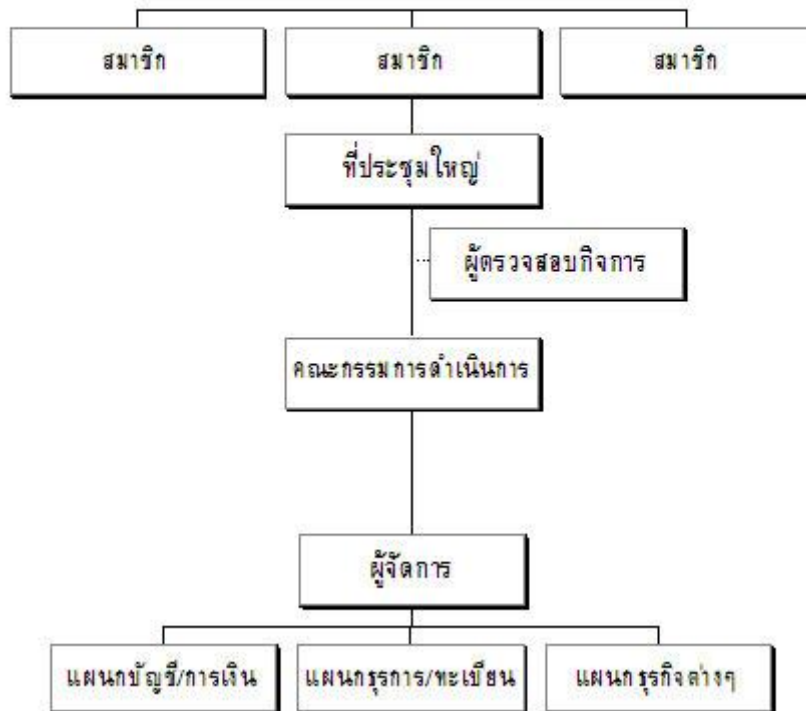 สมาชิก
สมาชิก
สมาชิก
ที่ประชุมใหญ่
ผู้ตรวจสอบกิจการ
คณะกรรมการดำเนินการ
ผู้จัดการ
แผนกบัญชี/การเงิน
แผนกธุรการ/ทะเบียน
แผนกธุรกิจต่างๆ